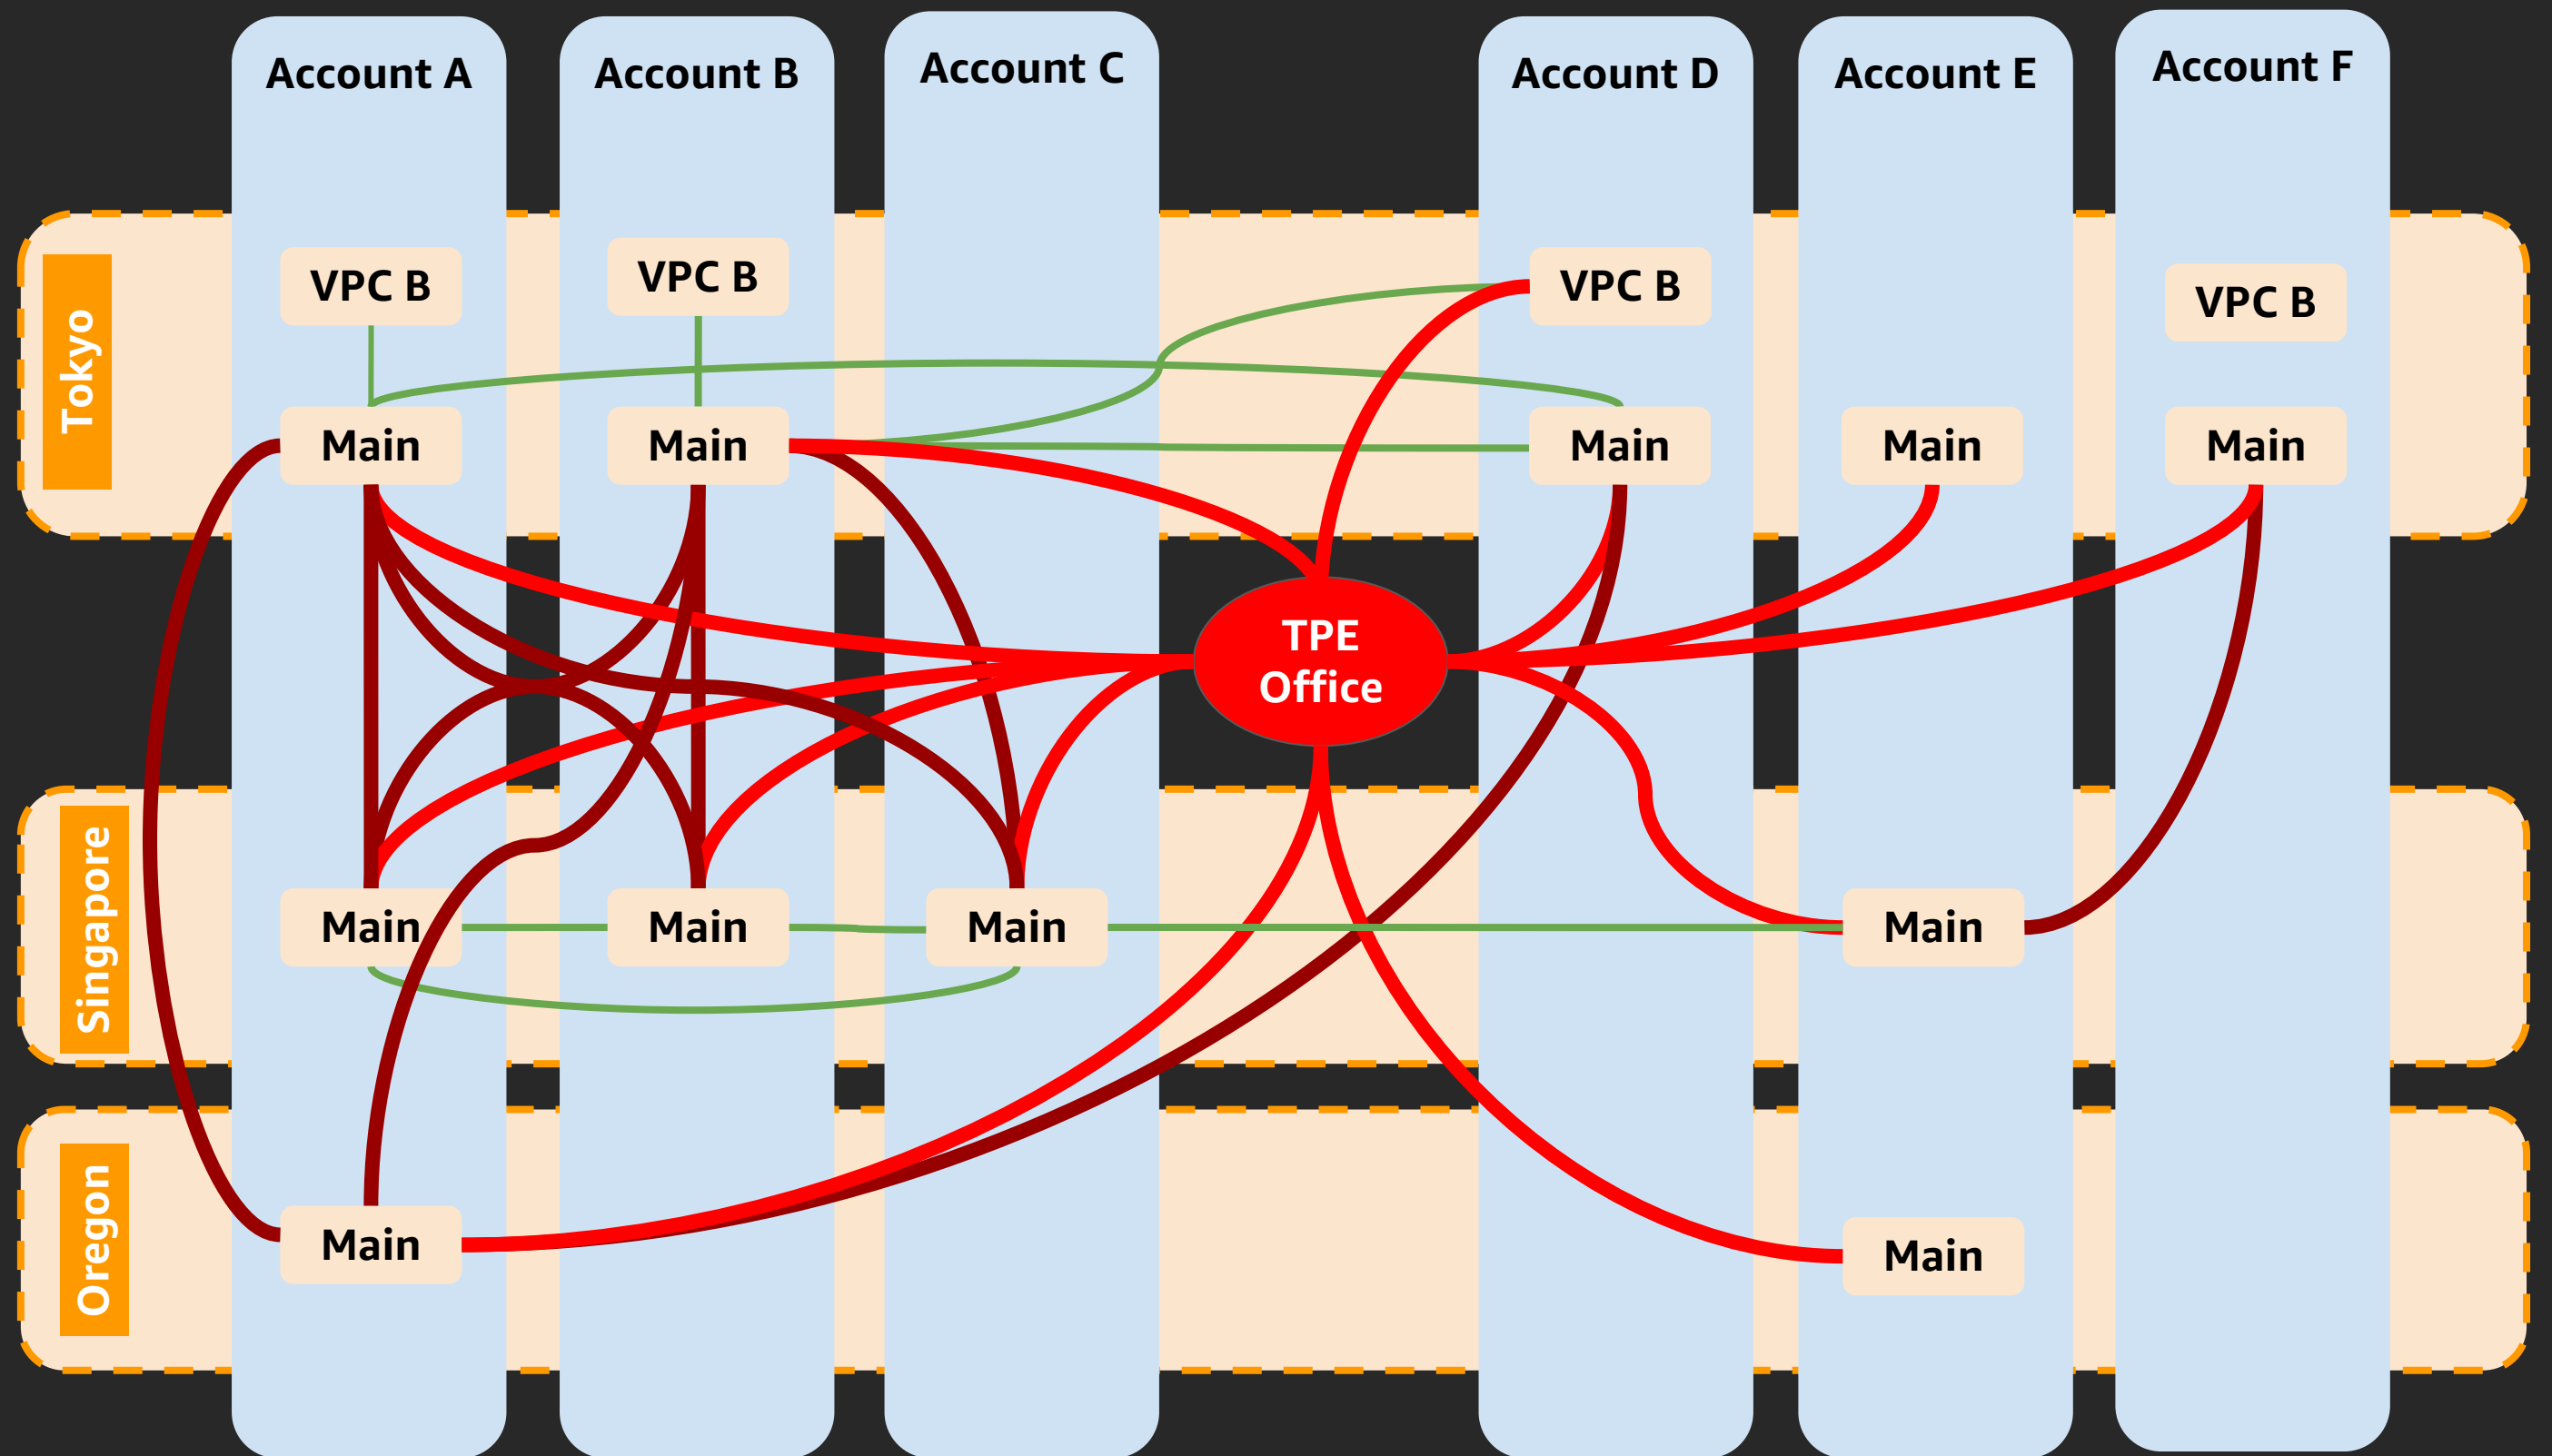 Account A
Account B
Account C
Account D
Account E
Account F
Tokyo
VPC B
VPC B
VPC B
VPC B
Main
Main
Main
Main
Main
TPE
Office
Singapore
Main
Main
Main
Main
Oregon
Main
Main